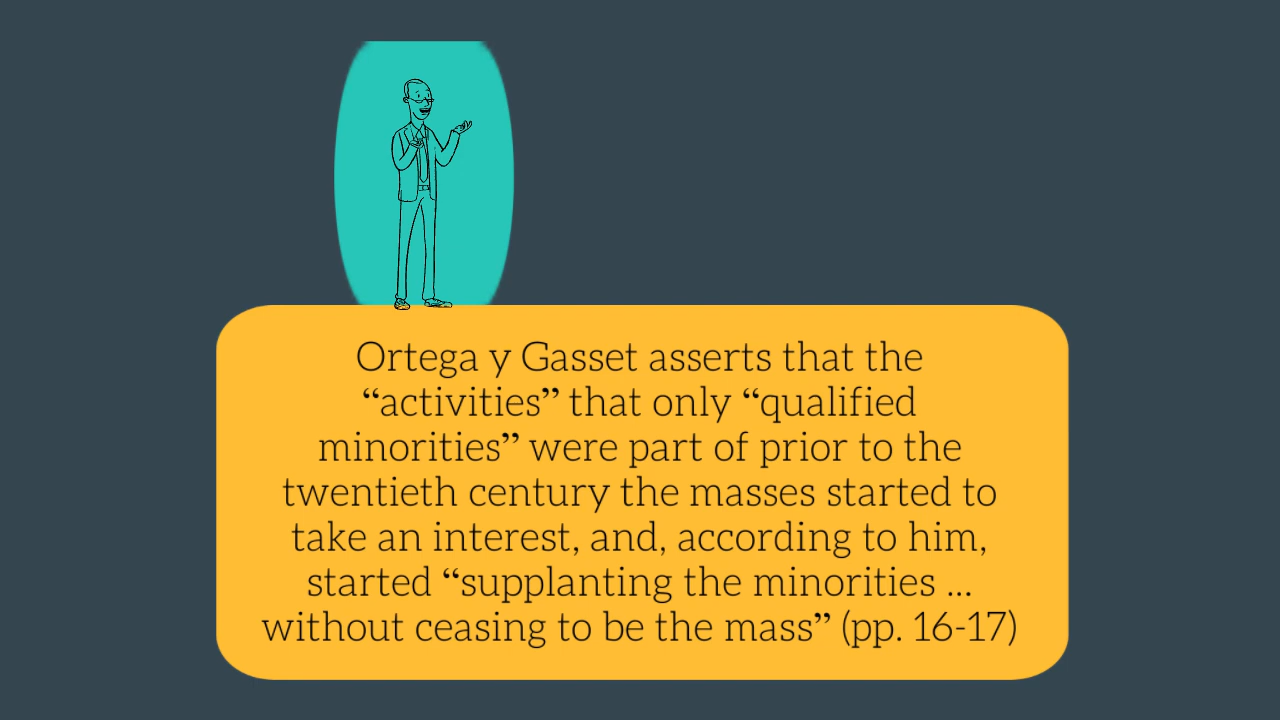 Ortega y Gasset asserts that the
“activities” that only “qualified
minorities” were part of prior to the
twentieth century the masses started to
take an interest, and, according to him,
started “supplanting the minorities ...
without ceasing to be the mass” (pp. 16-17)